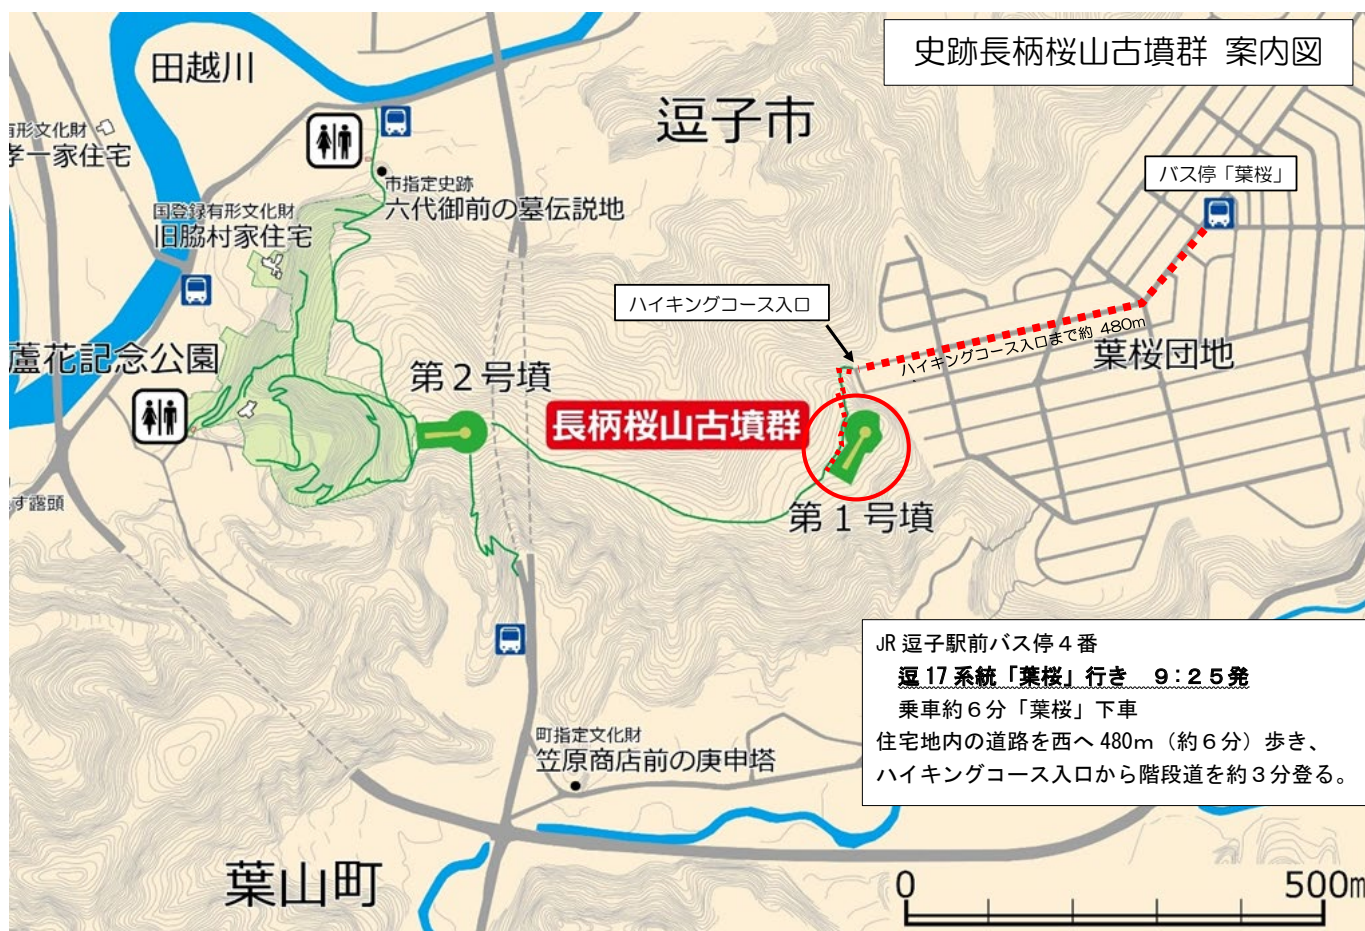 史跡長柄桜山古墳群 案内図
田越川
逗子市
有形文化財
孝一家住宅
バス停「葉桜」
市指定史跡
六代御前の墓伝説地
国登録有形文化財
旧脇村家住宅
ハイキングコース入口
ハイキングコース入口まで約 480m
葉桜団地
蘆花記念公園
第2号墳
長柄桜山古墳群
第1号墳
す露頭
JR 逗子駅前バス停4番
逗17系統「葉桜」行き 9:25発
乗車約6分「葉桜」下車
住宅地内の道路を西へ 480m（約6分）歩き、
ハイキングコース入口から階段道を約3分登る。
町指定文化財
笠原商店前の庚申塔
葉山町
0 500m